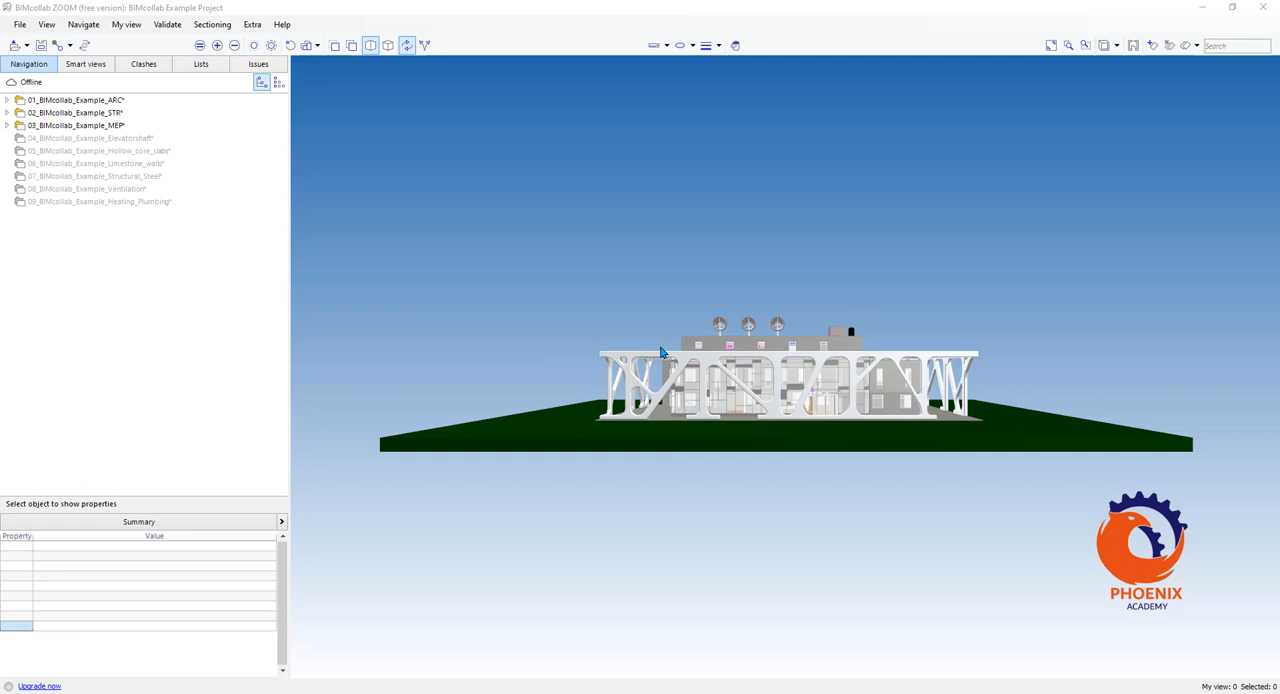 BIMcollab ZOOM (free version): BIMcollab Example Project
File View Navigate My view Validate Sectioning Extra Help
Search
Navigation Smart views Clashes Lists Issues
Offline
01_BIMcollab_Example_ARC*
02_BIMcollab_Example_STR*
03_BIMcollab_Example_MEP*
04_BIMcollab_Example_Elevatorshaft*
05_BIMcollab_Example_Hollow_core_slabs*
06_BIMcollab_Example_Limestone_walls*
07_BIMcollab_Example_Structural_Steel*
08_BIMcollab_Example_Ventilation*
09_BIMcollab_Example_Heating_Plumbing*
Select object to show properties
Summary
Property Value
PHOENIX
ACADEMY
Upgrade now
My view: 0 Selected: 0